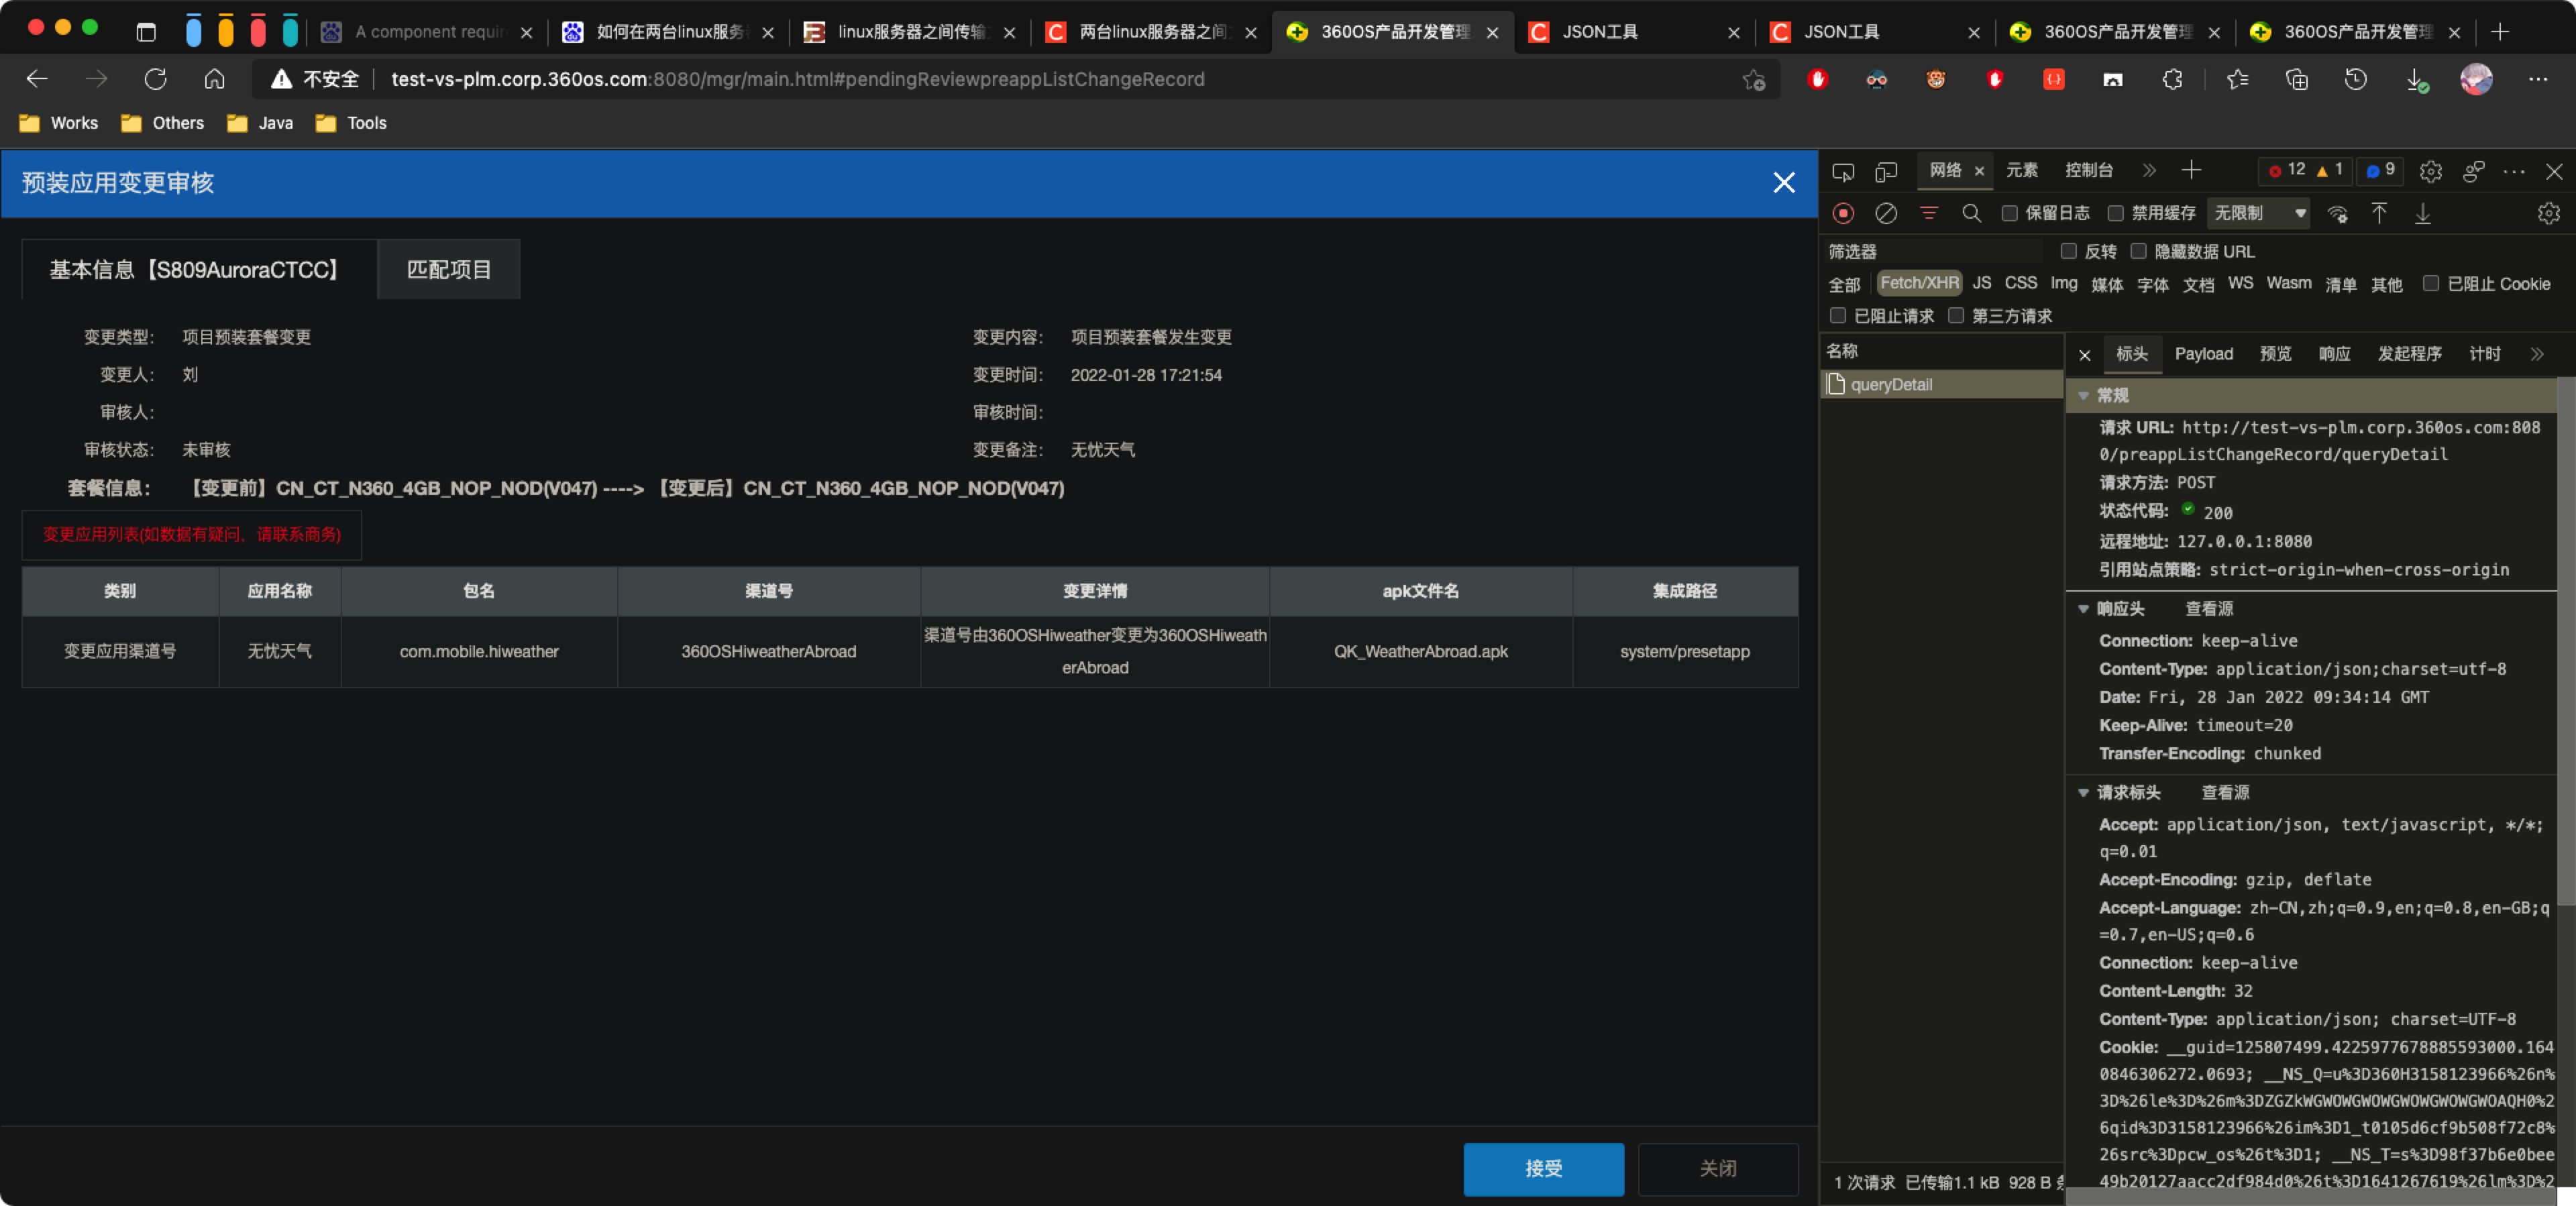 A component requir
如何在两台linux服务
linux服务器之间传输
两台linux服务器之间
360OS产品开发管理
JSON工具
JSON工具
360OS产品开发管理
360OS产品开发管理
不安全
test-vs-plm.corp.360os.com:8080/mgr/main.html#pendingReviewpreappListChangeRecord
Works
Others
Java
Tools
预装应用变更审核
基本信息【S809AuroraCTCC】
匹配项目
变更类型： 项目预装套餐变更
变更内容： 项目预装套餐发生变更
变更人： 刘
变更时间： 2022-01-28 17:21:54
审核人：
审核时间：
审核状态： 未审核
变更备注： 无忧天气
套餐信息： 【变更前】CN_CT_N360_4GB_NOP_NOD(V047) ----> 【变更后】CN_CT_N360_4GB_NOP_NOD(V047)
变更应用列表(如数据有疑问，请联系商务)
类别 应用名称 包名 渠道号 变更详情 apk文件名 集成路径
变更应用渠道号 无忧天气 com.mobile.hiweather 360OSHiweatherAbroad 渠道号由360OSHiweather变更为360OSHiweath
erAbroad
QK_WeatherAbroad.apk system/presetapp
接受
关闭
网络
元素
控制台
12
1
9
保留日志
禁用缓存
无限制
筛选器
反转
隐藏数据 URL
全部 Fetch/XHR JS CSS Img 媒体 字体 文档 WS Wasm 清单 其他 已阻止 Cookie
已阻止请求 第三方请求
名称
queryDetail
标头 Payload 预览 响应 发起程序 计时
常规
请求 URL: http://test-vs-plm.corp.360os.com:808
0/preappListChangeRecord/queryDetail
请求方法: POST
状态代码: 200
远程地址: 127.0.0.1:8080
引用站点策略: strict-origin-when-cross-origin
响应头 查看源
Connection: keep-alive
Content-Type: application/json;charset=utf-8
Date: Fri, 28 Jan 2022 09:34:14 GMT
Keep-Alive: timeout=20
Transfer-Encoding: chunked
请求标头 查看源
Accept: application/json, text/javascript, */*;
q=0.01
Accept-Encoding: gzip, deflate
Accept-Language: zh-CN,zh;q=0.9,en;q=0.8,en-GB;q
=0.7,en-US;q=0.6
Connection: keep-alive
Content-Length: 32
Content-Type: application/json; charset=UTF-8
Cookie: __guid=125807499.4225977678885593000.164
0846306272.0693; __NS_Q=u%3D360H3158123966%26n%
3D%26le%3D%26m%3DZGZkWGWOWGWOWGWOWGWOWGWOAQH0%2
6qid%3D3158123966%26im%3D1_t0105d6cf9b508f72c8%
26src%3Dpcw_os%26t%3D1; __NS_T=s%3D98f37b6e0bee
49b20127aacc2df984d0%26t%3D1641267619%26lm%3D%2
1 次请求 已传输1.1 kB 928 B